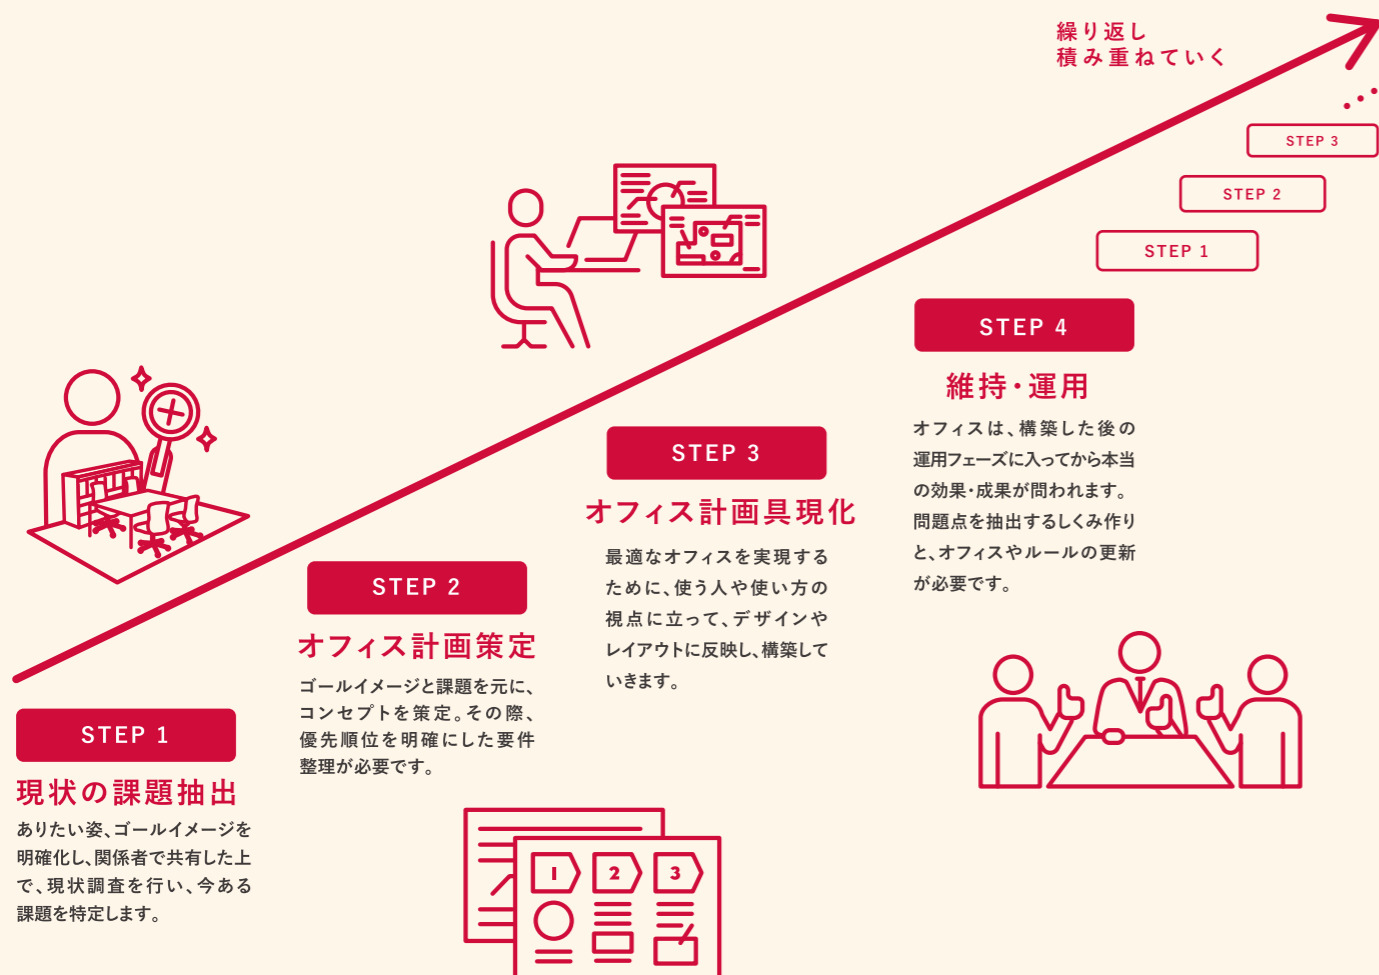 繰り返し
積み重ねていく
STEP 3
STEP 2
STEP 1
STEP 1
現状の課題抽出
ありたい姿、ゴールイメージを
明確化し、関係者で共有した上
で、現状調査を行い、今ある
課題を特定します。
STEP 2
オフィス計画策定
ゴールイメージと課題を元に、
コンセプトを策定。その際、
優先順位を明確にした要件
整理が必要です。
1 2 3
STEP 3
オフィス計画具現化
最適なオフィスを実現する
ために、使う人や使い方の
視点に立って、デザインや
レイアウトに反映し、構築して
いきます。
STEP 4
維持・運用
オフィスは、構築した後の
運用フェーズに入ってから本当
の効果・成果が問われます。
問題点を抽出するしくみ作り
と、オフィスやルールの更新
が必要です。